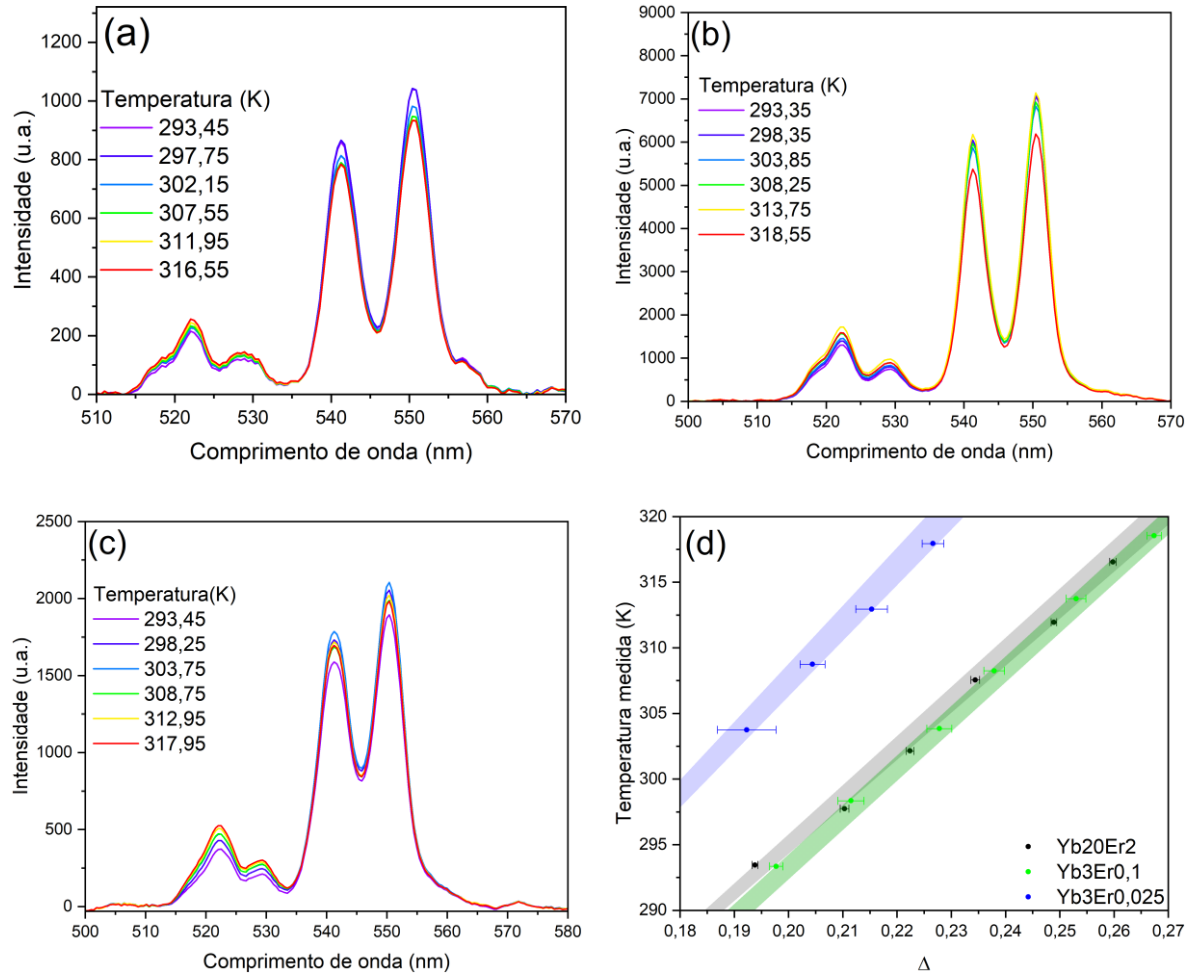 (a)
Temperatura (K)
293,45
297,75
302,15
307,55
311,95
316,55
Intensidade (u.a.)
0
200
400
600
800
1000
1200
510 520 530 540 550 560 570
Comprimento de onda (nm)
(b)
Temperatura (K)
293,35
298,35
303,85
308,25
313,75
318,55
Intensidade (u.a.)
0
1000
2000
3000
4000
5000
6000
7000
8000
9000
500 510 520 530 540 550 560 570
Comprimento de onda (nm)
(c)
Temperatura(K)
293,45
298,25
303,75
308,75
312,95
317,95
Intensidade (u.a.)
0
500
1000
1500
2000
2500
500 510 520 530 540 550 560 570 580
Comprimento de onda (nm)
(d)
Temperatura medida (K)
290
295
300
305
310
315
320
Yb20Er2
Yb3Er0,1
Yb3Er0,025
0,18 0,19 0,20 0,21 0,22 0,23 0,24 0,25 0,26 0,27
Δ